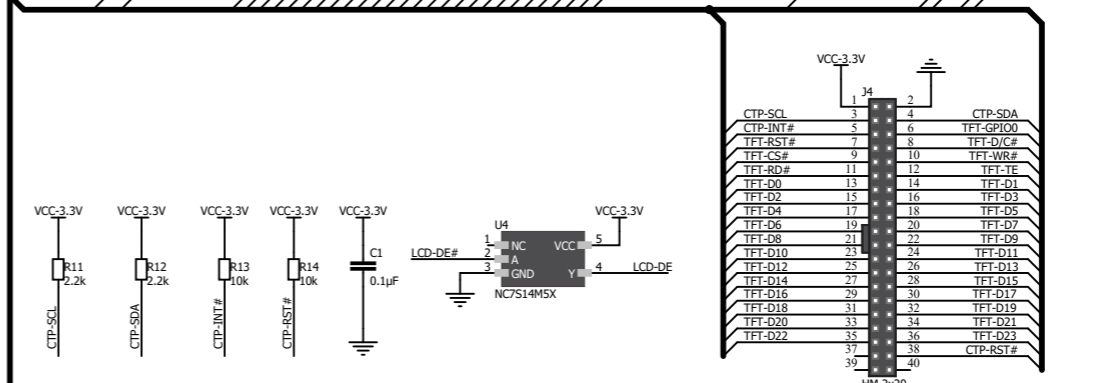 VCC-3.3V
J4
1 2
CTP-SCL 3 4 CTP-SDA
CTP-INT# 5 6 TFT-GPIO0
TFT-RST# 7 8 TFT-D/C#
TFT-CS# 9 10 TFT-WR#
TFT-RD# 11 12 TFT-TE
TFT-D0 13 14 TFT-D1
TFT-D2 15 16 TFT-D3
TFT-D4 17 18 TFT-D5
TFT-D6 19 20 TFT-D7
TFT-D8 21 22 TFT-D9
TFT-D10 23 24 TFT-D11
TFT-D12 25 26 TFT-D13
TFT-D14 27 28 TFT-D15
TFT-D16 29 30 TFT-D17
TFT-D18 31 32 TFT-D19
TFT-D20 33 34 TFT-D21
TFT-D22 35 36 TFT-D23
37 38 CTP-RST#
39 40
VCC-3.3V VCC-3.3V VCC-3.3V VCC-3.3V VCC-3.3V
R11
2.2k
CTP-SCL
R12
2.2k
CTP-SDA
R13
10k
CTP-INT#
R14
10k
CTP-RST#
C1
0.1µF
U4
VCC-3.3V
1 NC VCC 5
LCD-DE# 2 A
3 GND Y 4 LCD-DE
NC7S14M5X